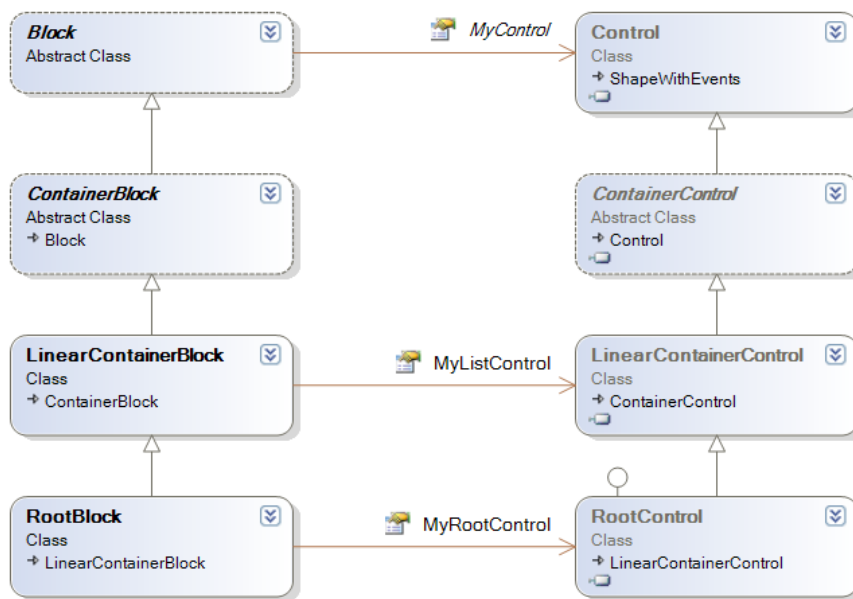 Block
Abstract Class
MyControl
Control
Class
ShapeWithEvents
ContainerBlock
Abstract Class
Block
ContainerControl
Abstract Class
Control
LinearContainerBlock
Class
ContainerBlock
MyListControl
LinearContainerControl
Class
ContainerControl
RootBlock
Class
LinearContainerBlock
MyRootControl
RootControl
Class
LinearContainerControl